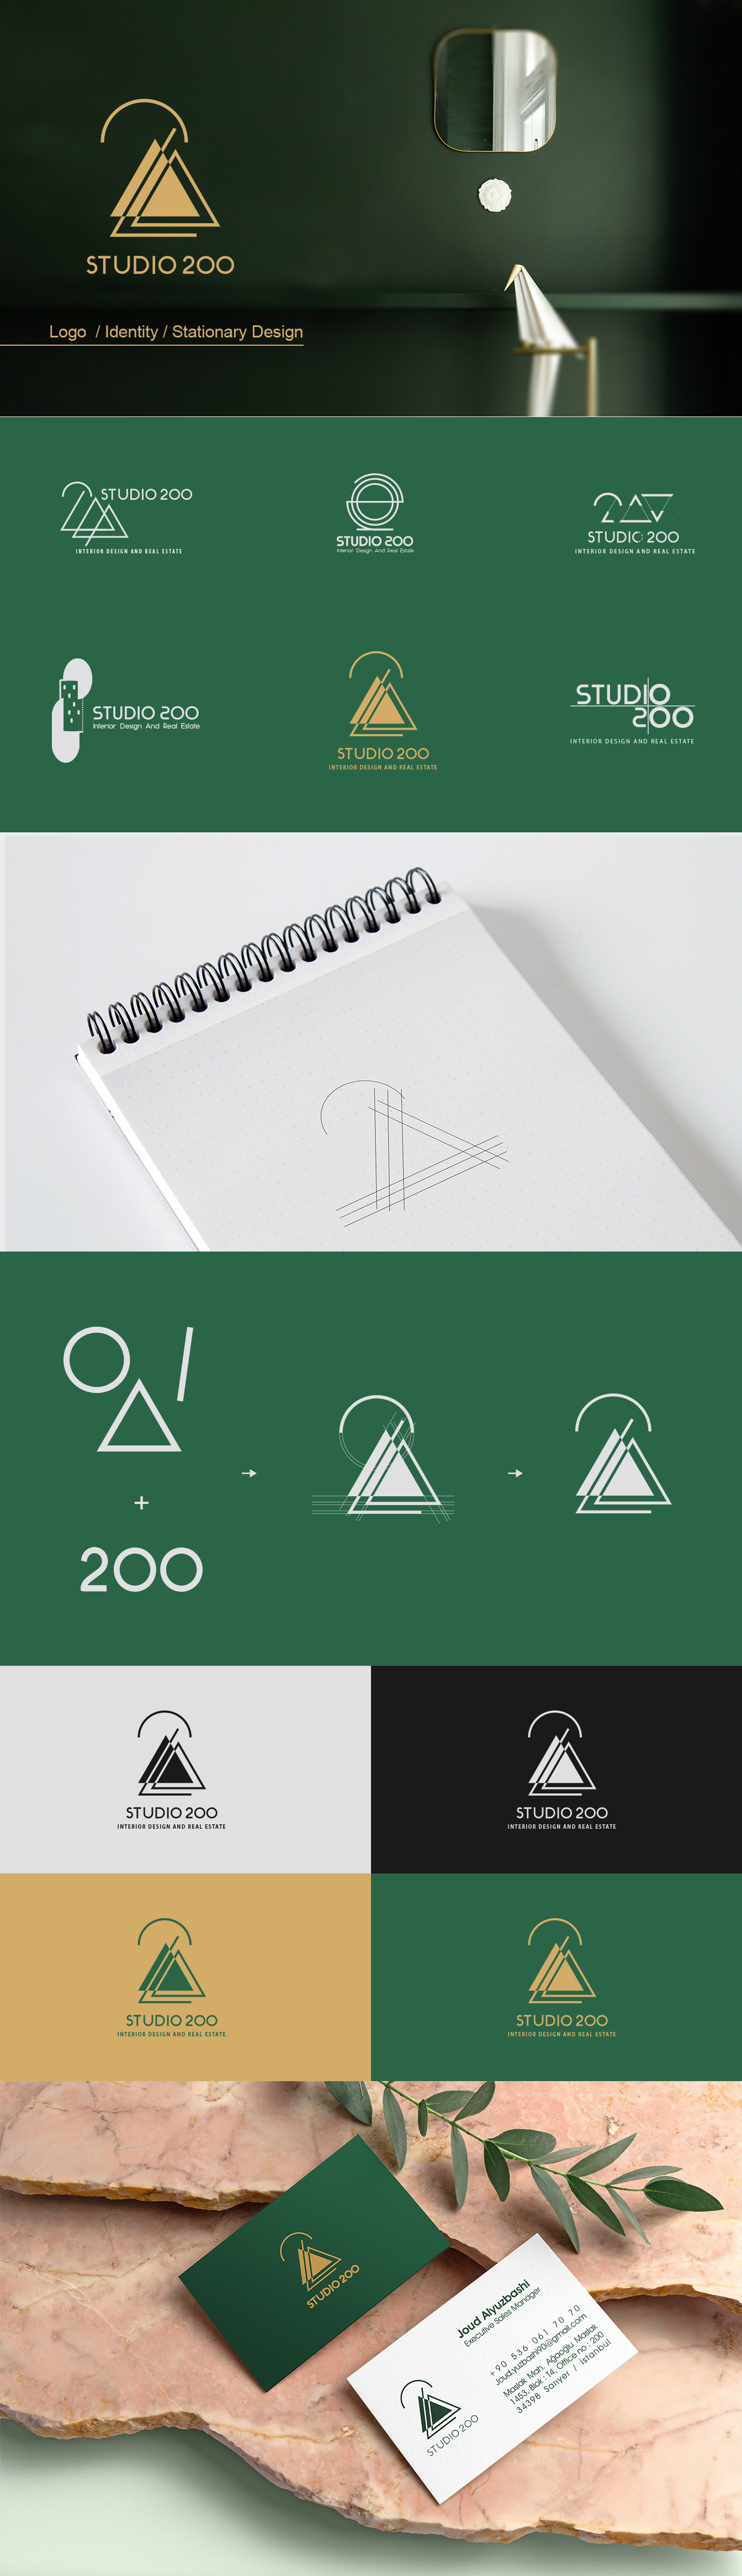 STUDIO 200
Logo / Identity / Stationary Design
STUDIO 200
INTERIOR DESIGN AND REAL ESTATE
STUDIO 200
Interior Design And Real Estate
STUDIO 200
INTERIOR DESIGN AND REAL ESTATE
STUDIO 200
Interior Design And Real Estate
STUDIO 200
INTERIOR DESIGN AND REAL ESTATE
STUDIO
200
INTERIOR DESIGN AND REAL ESTATE
+
200
STUDIO 200
INTERIOR DESIGN AND REAL ESTATE
STUDIO 200
INTERIOR DESIGN AND REAL ESTATE
STUDIO 200
INTERIOR DESIGN AND REAL ESTATE
STUDIO 200
INTERIOR DESIGN AND REAL ESTATE
STUDIO 200
Joud Alyuzbashi
Executive Sales Manager
+90 536 061 70 70
Joud.yuzbashi90@gmail.com
Maslak Mah, Ağaoğlu Maslak
1453, Blok : T4, Office no : 200
34398 Sarıyer / İstanbul
STUDIO 200